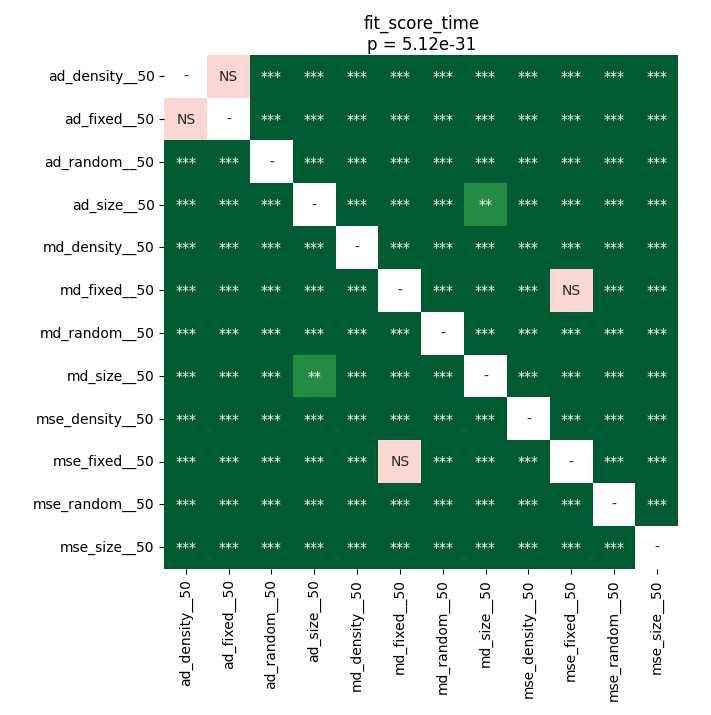 fit_score_time
p = 5.12e-31
ad_density__50 - NS *** *** *** *** *** *** *** *** *** ***
ad_fixed__50 NS - *** *** *** *** *** *** *** *** *** ***
ad_random__50 *** *** - *** *** *** *** *** *** *** *** ***
ad_size__50 *** *** *** - *** *** *** ** *** *** *** ***
md_density__50 *** *** *** *** - *** *** *** *** *** *** ***
md_fixed__50 *** *** *** *** *** - *** *** *** NS *** ***
md_random__50 *** *** *** *** *** *** - *** *** *** *** ***
md_size__50 *** *** *** ** *** *** *** - *** *** *** ***
mse_density__50 *** *** *** *** *** *** *** *** - *** *** ***
mse_fixed__50 *** *** *** *** *** NS *** *** *** - *** ***
mse_random__50 *** *** *** *** *** *** *** *** *** *** - ***
mse_size__50 *** *** *** *** *** *** *** *** *** *** *** -
ad_density__50
ad_fixed__50
ad_random__50
ad_size__50
md_density__50
md_fixed__50
md_random__50
md_size__50
mse_density__50
mse_fixed__50
mse_random__50
mse_size__50